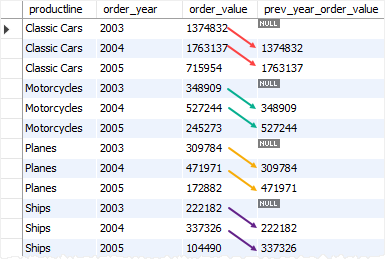 productline order_year order_value prev_year_order_value
Classic Cars 2003 1374832 NULL
Classic Cars 2004 1763137 1374832
Classic Cars 2005 715954 1763137
Motorcycles 2003 348909 NULL
Motorcycles 2004 527244 348909
Motorcycles 2005 245273 527244
Planes 2003 309784 NULL
Planes 2004 471971 309784
Planes 2005 172882 471971
Ships 2003 222182 NULL
Ships 2004 337326 222182
Ships 2005 104490 337326